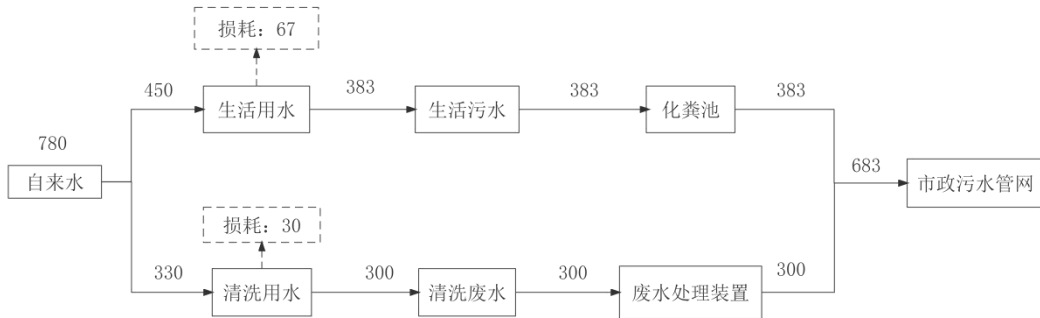 损耗：67
450
生活用水
383
生活污水
383
化粪池
383
780
自来水
683
市政污水管网
损耗：30
330
清洗用水
300
清洗废水
300
废水处理装置
300